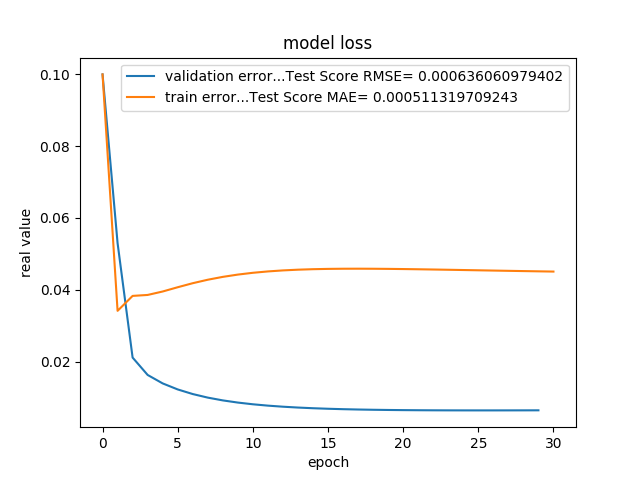 model loss
validation error...Test Score RMSE= 0.000636060979402
train error...Test Score MAE= 0.000511319709243
real value
0.10
0.08
0.06
0.04
0.02
0 5 10 15 20 25 30
epoch